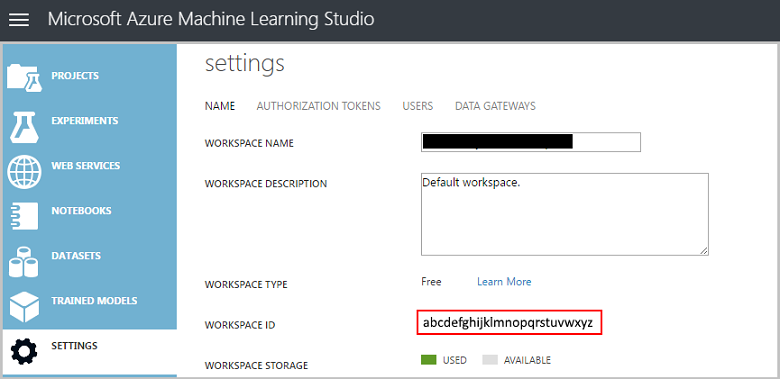 Microsoft Azure Machine Learning Studio
PROJECTS
EXPERIMENTS
WEB SERVICES
NOTEBOOKS
DATASETS
TRAINED MODELS
SETTINGS
settings
NAME AUTHORIZATION TOKENS USERS DATA GATEWAYS
WORKSPACE NAME
WORKSPACE DESCRIPTION Default workspace.
WORKSPACE TYPE Free Learn More
WORKSPACE ID abcdefghijklmnopqrstuvwxyz
WORKSPACE STORAGE USED AVAILABLE